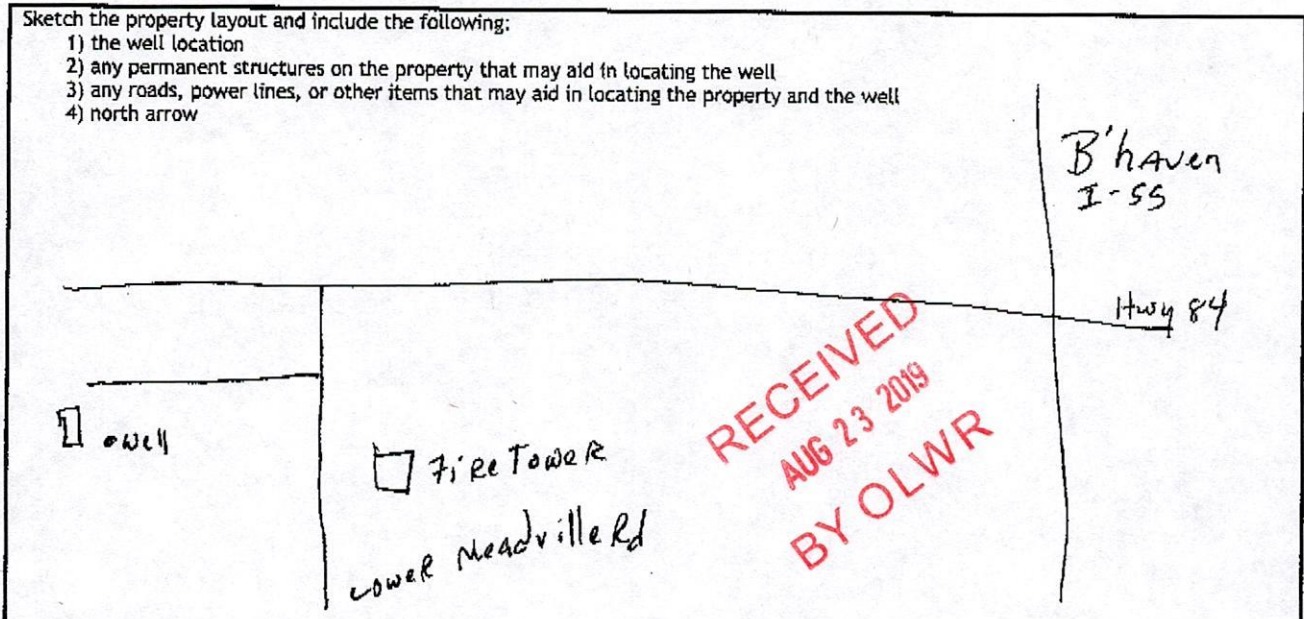 Sketch the property layout and include the following:
1) the well location
2) any permanent structures on the property that may aid in locating the well
3) any roads, power lines, or other items that may aid in locating the property and the well
4) north arrow
B'hAven
I-55
Hwy 84
RECEIVED
AUG 23 2019
BY OLWR
well
Fire Tower
Lower Meadville Rd